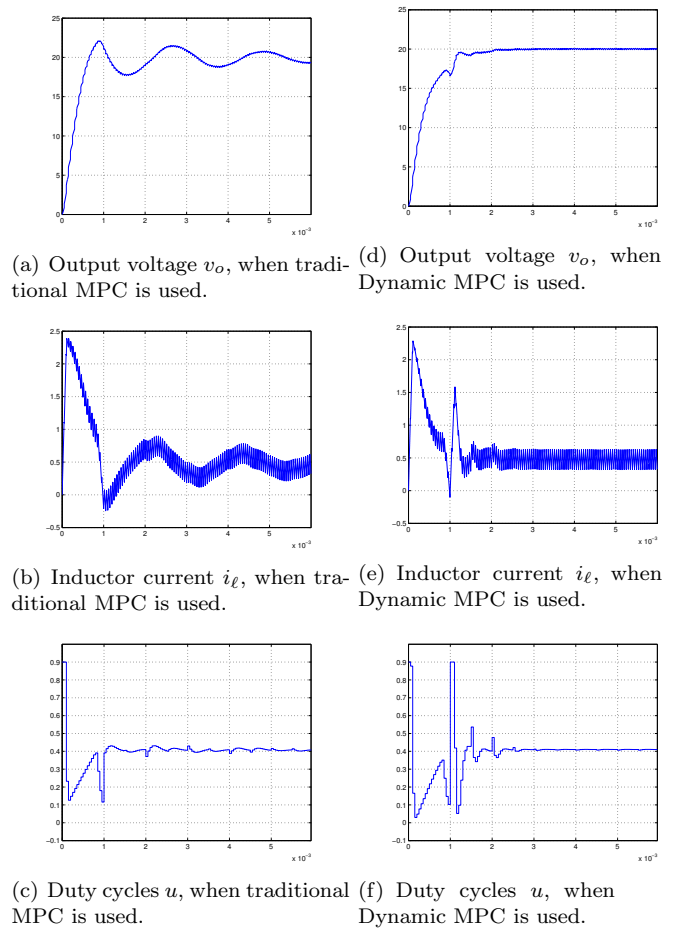 25
20
15
10
5
0
0 1 2 3 4 5
x 10⁻³
(a) Output voltage vₒ, when tradi-
tional MPC is used.
25
20
15
10
5
0
0 1 2 3 4 5
x 10⁻³
(d) Output voltage vₒ, when
Dynamic MPC is used.
2.5
2
1.5
1
0.5
0
−0.5
0 1 2 3 4 5
x 10⁻³
(b) Inductor current iℓ, when tra-
ditional MPC is used.
2.5
2
1.5
1
0.5
0
−0.5
0 1 2 3 4 5
x 10⁻³
(e) Inductor current iℓ, when
Dynamic MPC is used.
0.9
0.8
0.7
0.6
0.5
0.4
0.3
0.2
0.1
0
−0.1
0 1 2 3 4 5
x 10⁻³
(c) Duty cycles u, when traditional
MPC is used.
0.9
0.8
0.7
0.6
0.5
0.4
0.3
0.2
0.1
0
−0.1
0 1 2 3 4 5
x 10⁻³
(f) Duty cycles u, when
Dynamic MPC is used.